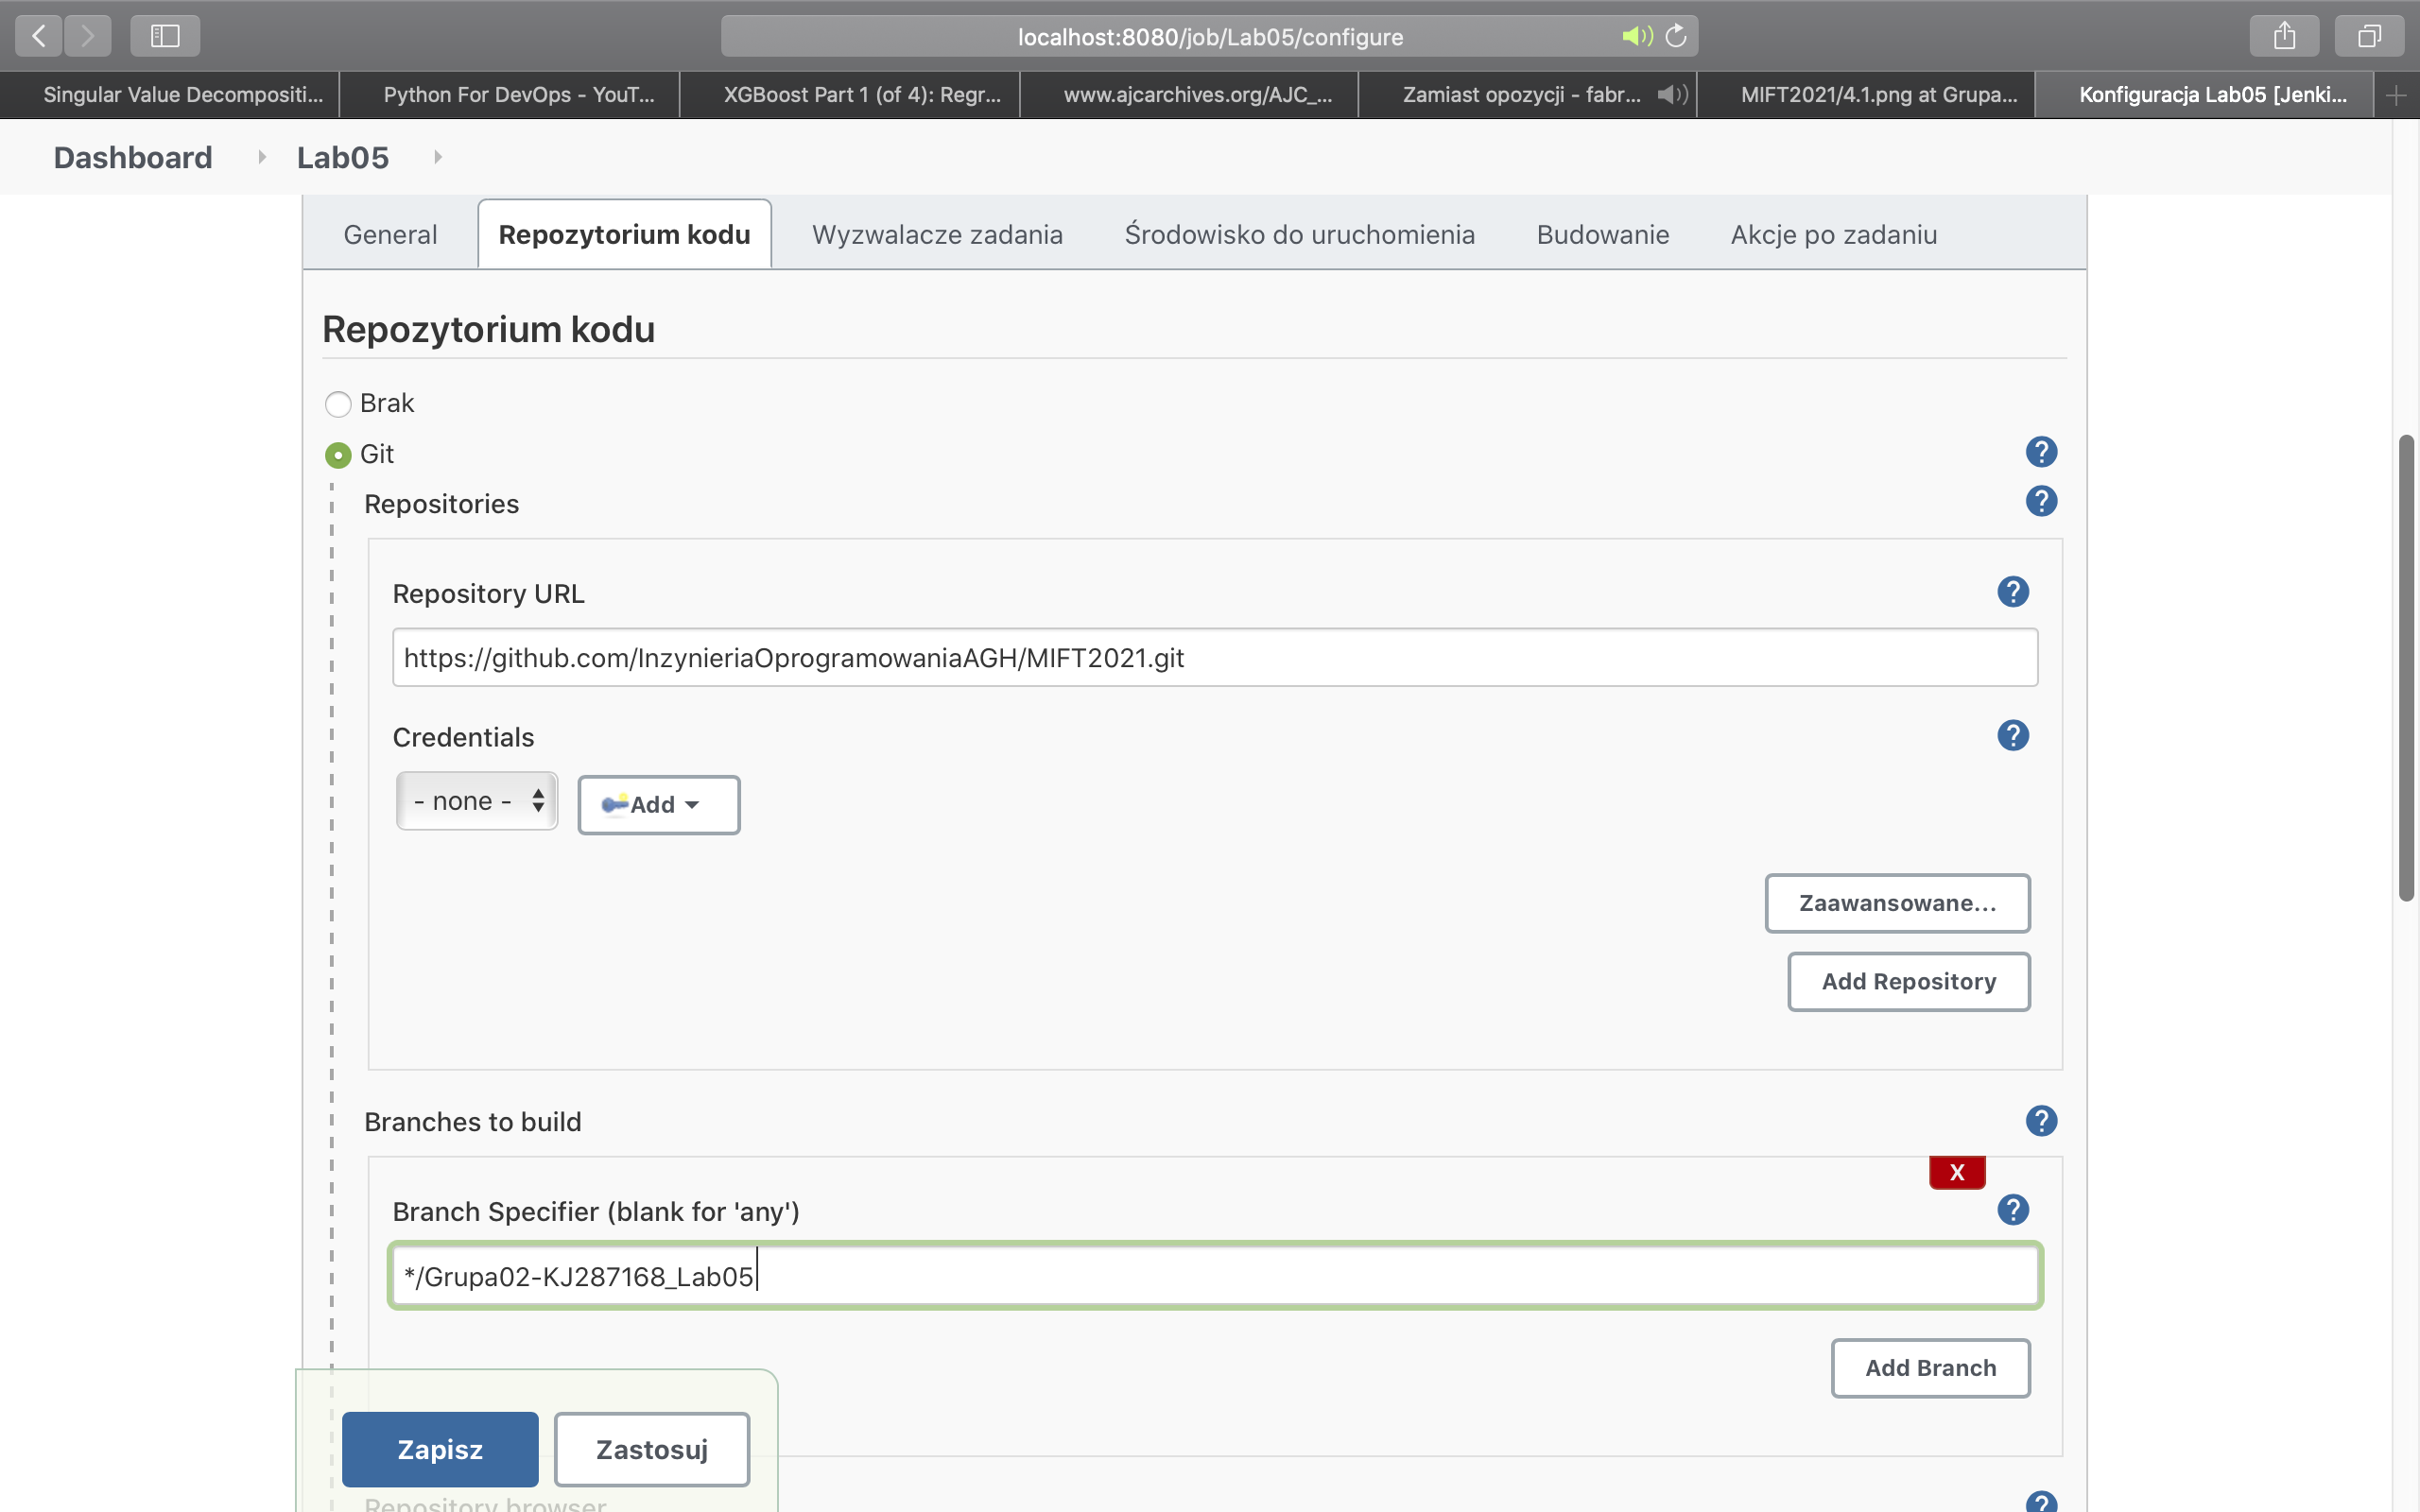 localhost:8080/job/Lab05/configure
Singular Value Decompositi...
Python For DevOps - YouT...
XGBoost Part 1 (of 4): Regr...
www.ajcarchives.org/AJC_...
Zamiast opozycji - fabr...
MIFT2021/4.1.png at Grupa...
Konfiguracja Lab05 [Jenki...
Dashboard
Lab05
General
Repozytorium kodu
Wyzwalacze zadania
Środowisko do uruchomienia
Budowanie
Akcje po zadaniu
Repozytorium kodu
Brak
Git
?
Repositories
?
Repository URL
?
https://github.com/InzynieriaOprogramowaniaAGH/MIFT2021.git
Credentials
?
- none -
Add
Zaawansowane...
Add Repository
Branches to build
?
X
Branch Specifier (blank for 'any')
?
*/Grupa02-KJ287168_Lab05
Add Branch
Zapisz
Zastosuj
Repository browser
?